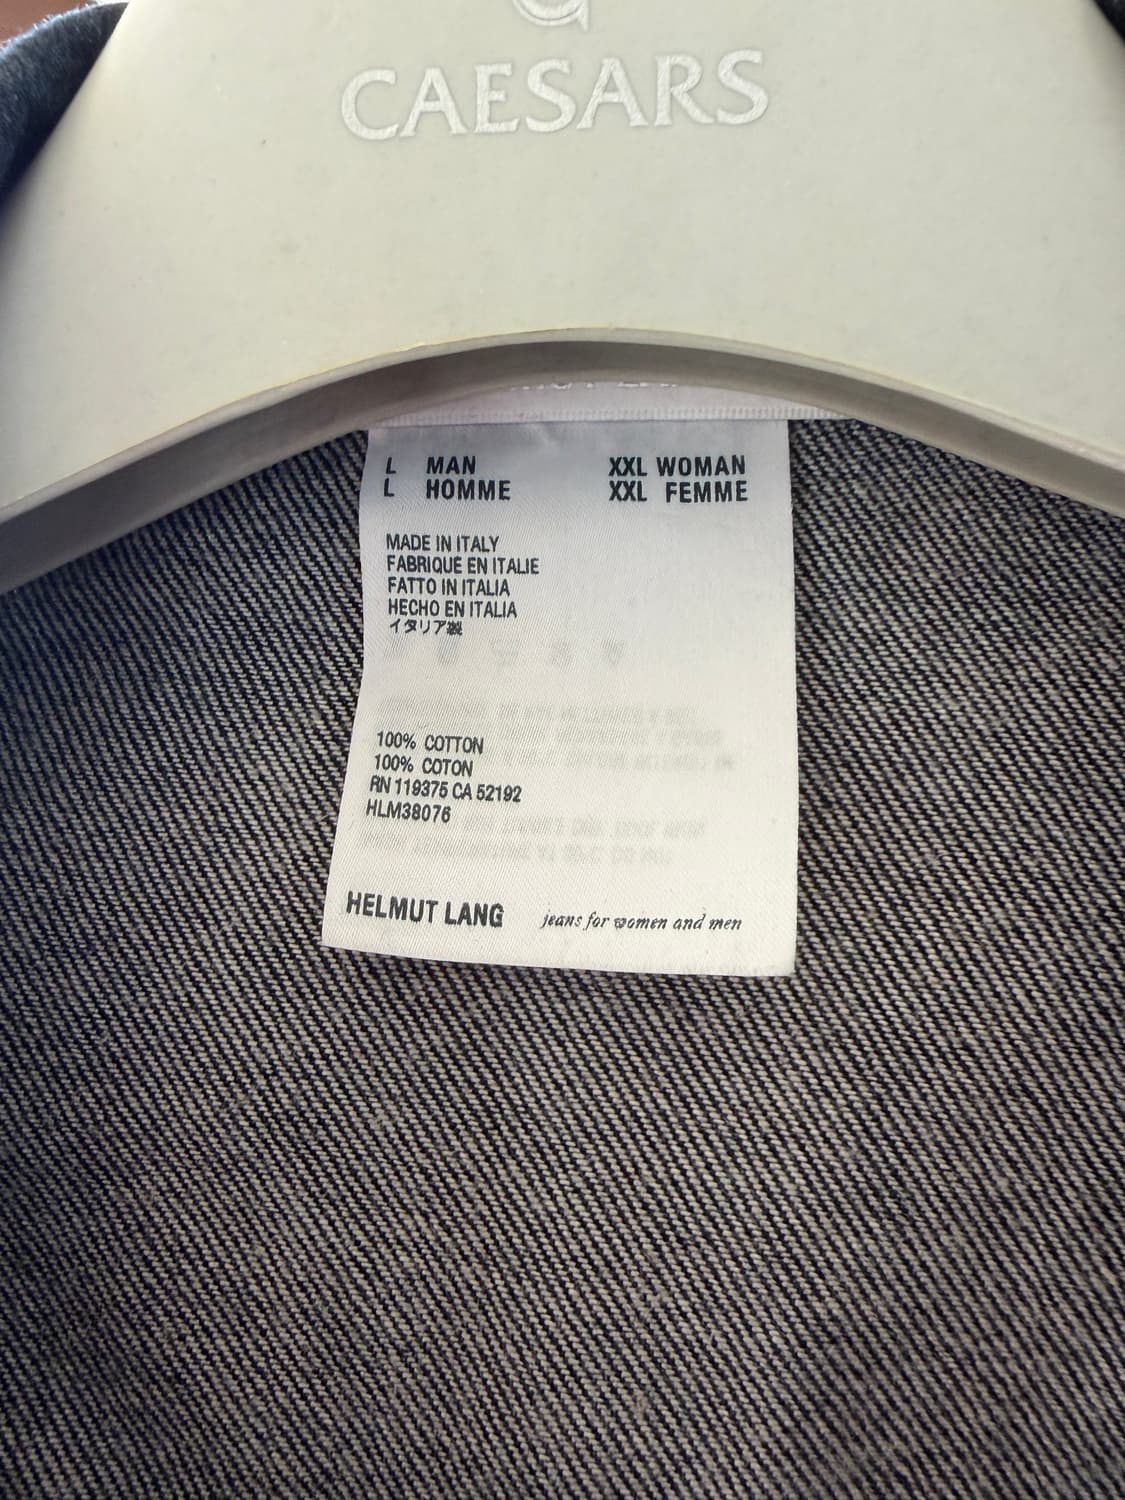 CAESARS
L MAN XXL WOMAN
L HOMME XXL FEMME
MADE IN ITALY
FABRIQUÉ EN ITALIE
FATTO IN ITALIA
HECHO EN ITALIA
イタリア製
100% COTTON
100% COTON
RN 119375 CA 52192
HLM38076
HELMUT LANG jeans for women and men